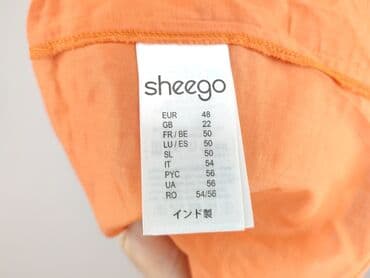 sheego
EUR 48
GB 22
FR / BE 50
LU / ES 50
SL 50
IT 54
PYC 56
UA 56
RO 54/56
インド製